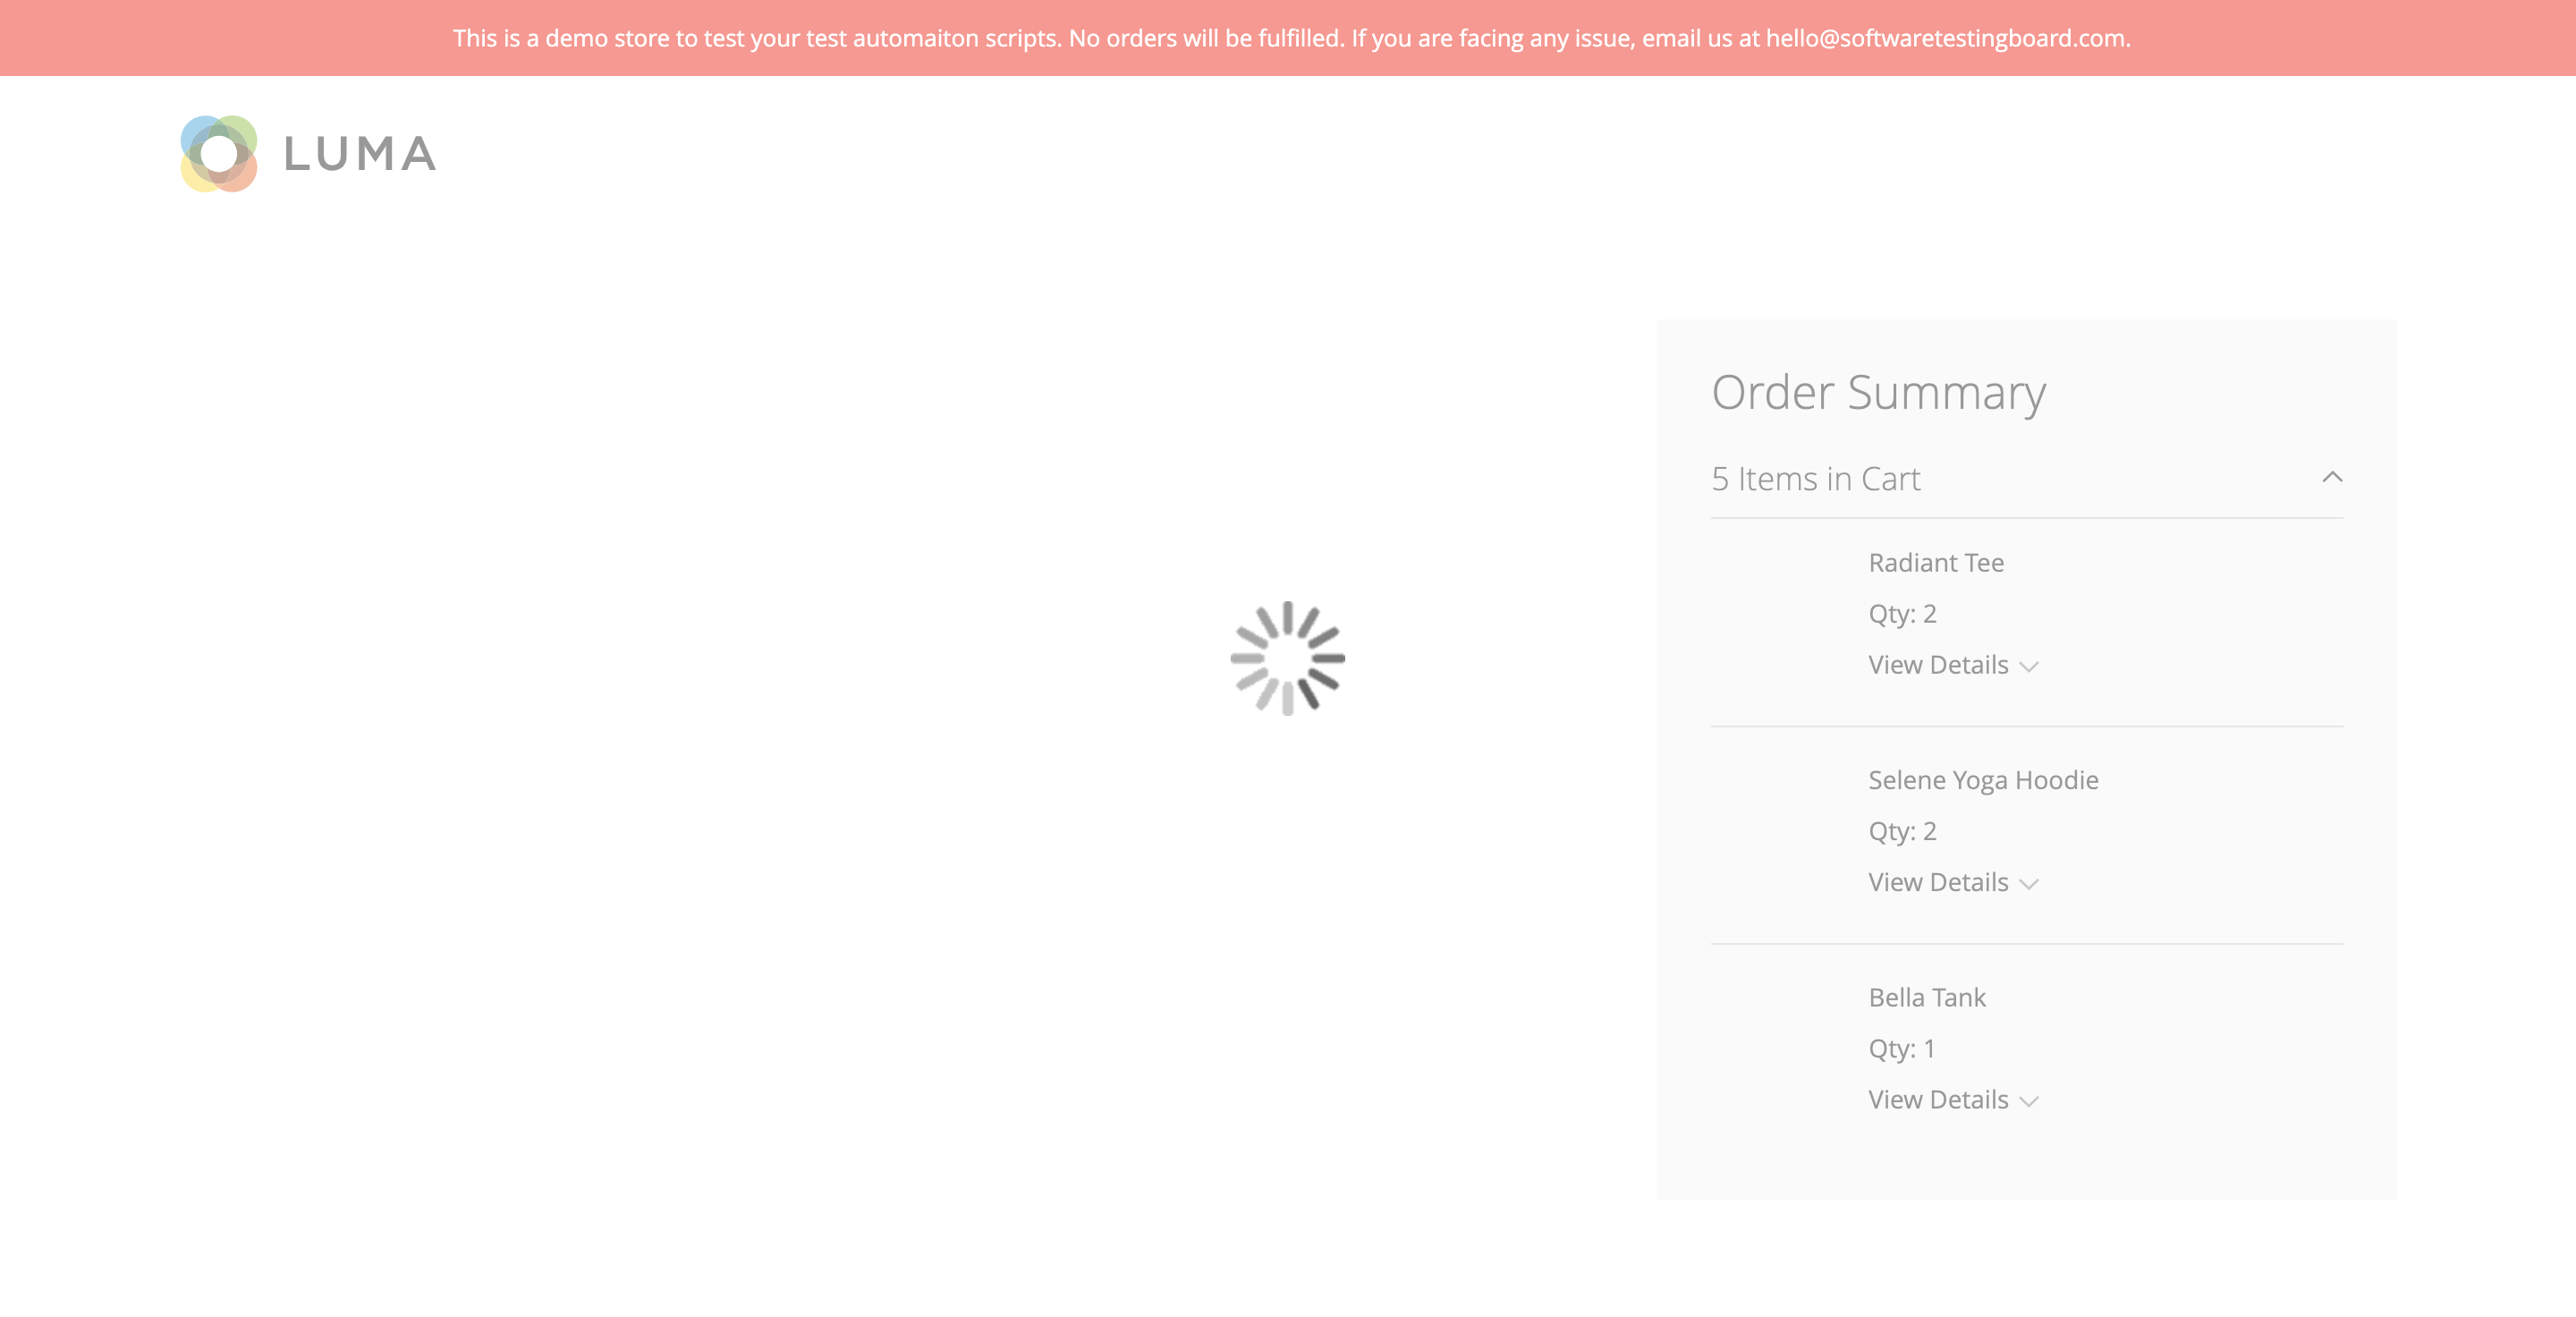 This is a demo store to test your test automaiton scripts. No orders will be fulfilled. If you are facing any issue, email us at hello@softwaretestingboard.com.
LUMA
Order Summary
5 Items in Cart
Radiant Tee
Qty: 2
View Details
Selene Yoga Hoodie
Qty: 2
View Details
Bella Tank
Qty: 1
View Details